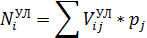 N_i^{УЛ} = ∑ V_{ij}^{УЛ} * p_j